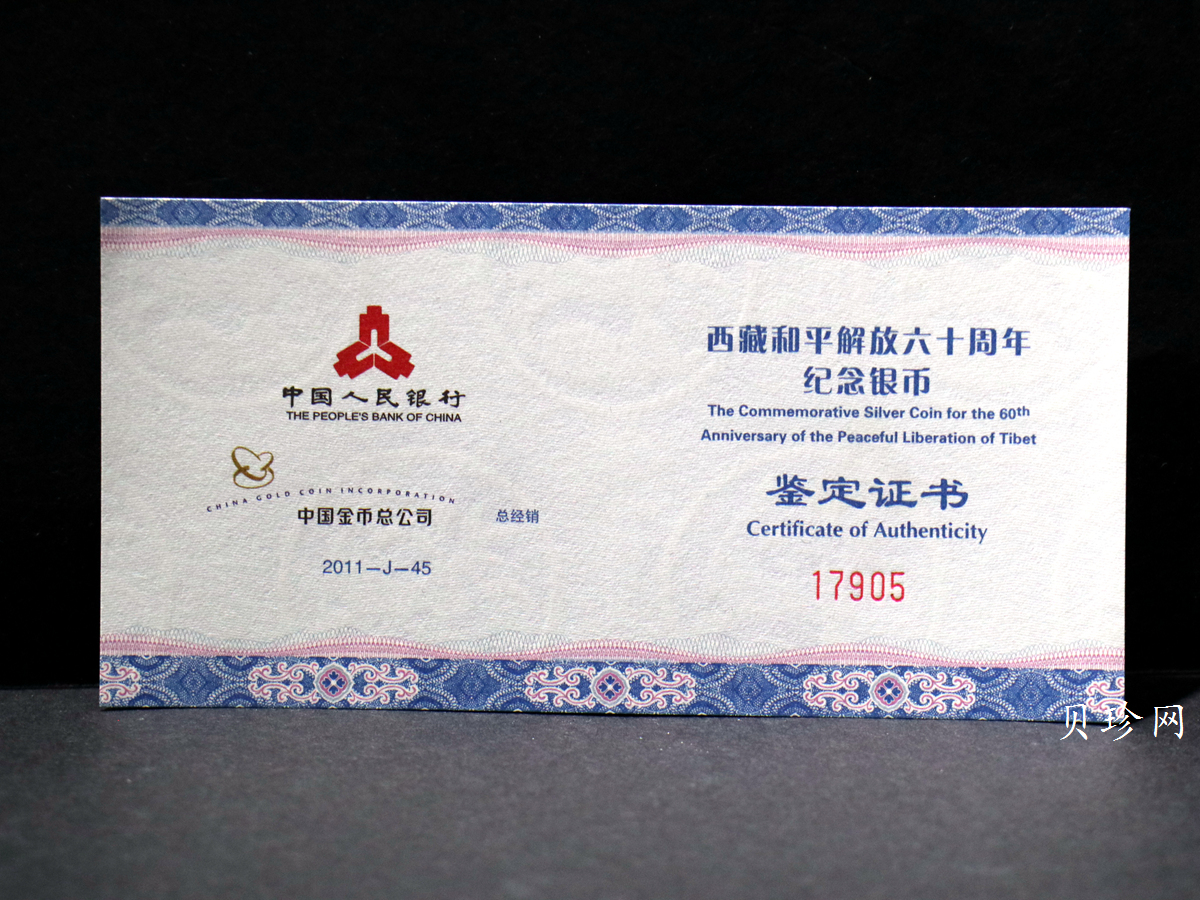 中国人民银行
THE PEOPLE'S BANK OF CHINA
CHINA GOLD COIN INCORPORATION
中国金币总公司
总经销
2011—J—45
西藏和平解放六十周年
纪念银币
The Commemorative Silver Coin for the 60th
Anniversary of the Peaceful Liberation of Tibet
鉴定证书
Certificate of Authenticity
17905
贝珍网